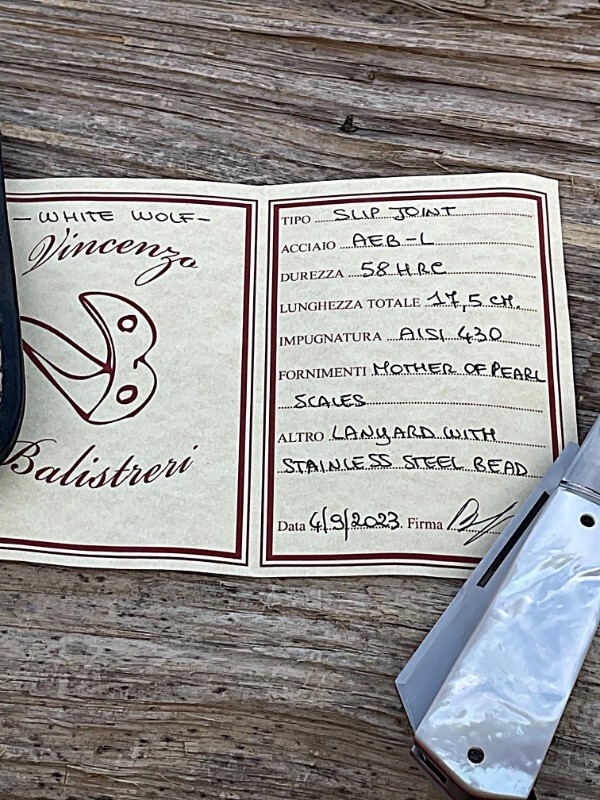 - WHITE WOLF -
Vincenzo
Balistreri
TIPO SLIP JOINT
ACCIAIO AEB-L
DUREZZA 58 HRC
LUNGHEZZA TOTALE 17,5 CM.
IMPUGNATURA AISI 430
FORNIMENTI MOTHER OF PEARL
SCALES
ALTRO LANYARD WITH
STAINLESS STEEL BEAD
Data 4/9/2023. Firma